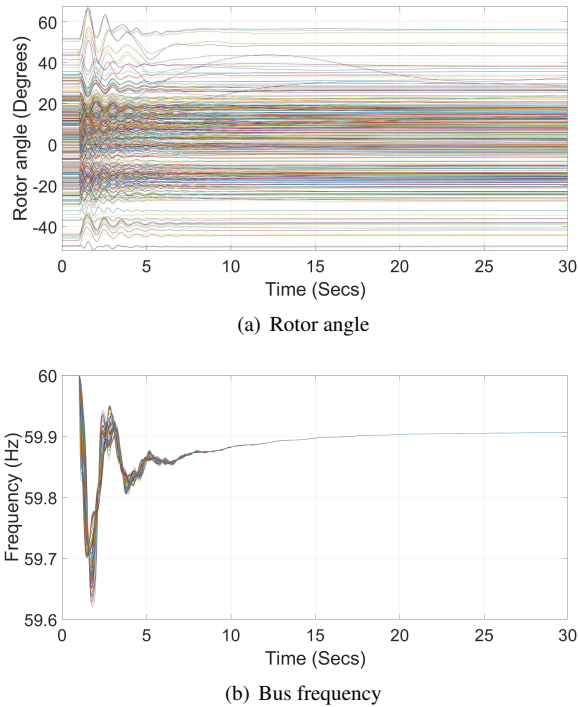 60
40
20
0
-20
-40
Rotor angle (Degrees)
0 5 10 15 20 25 30
Time (Secs)
(a) Rotor angle
60
59.9
59.8
59.7
59.6
Frequency (Hz)
0 5 10 15 20 25 30
Time (Secs)
(b) Bus frequency